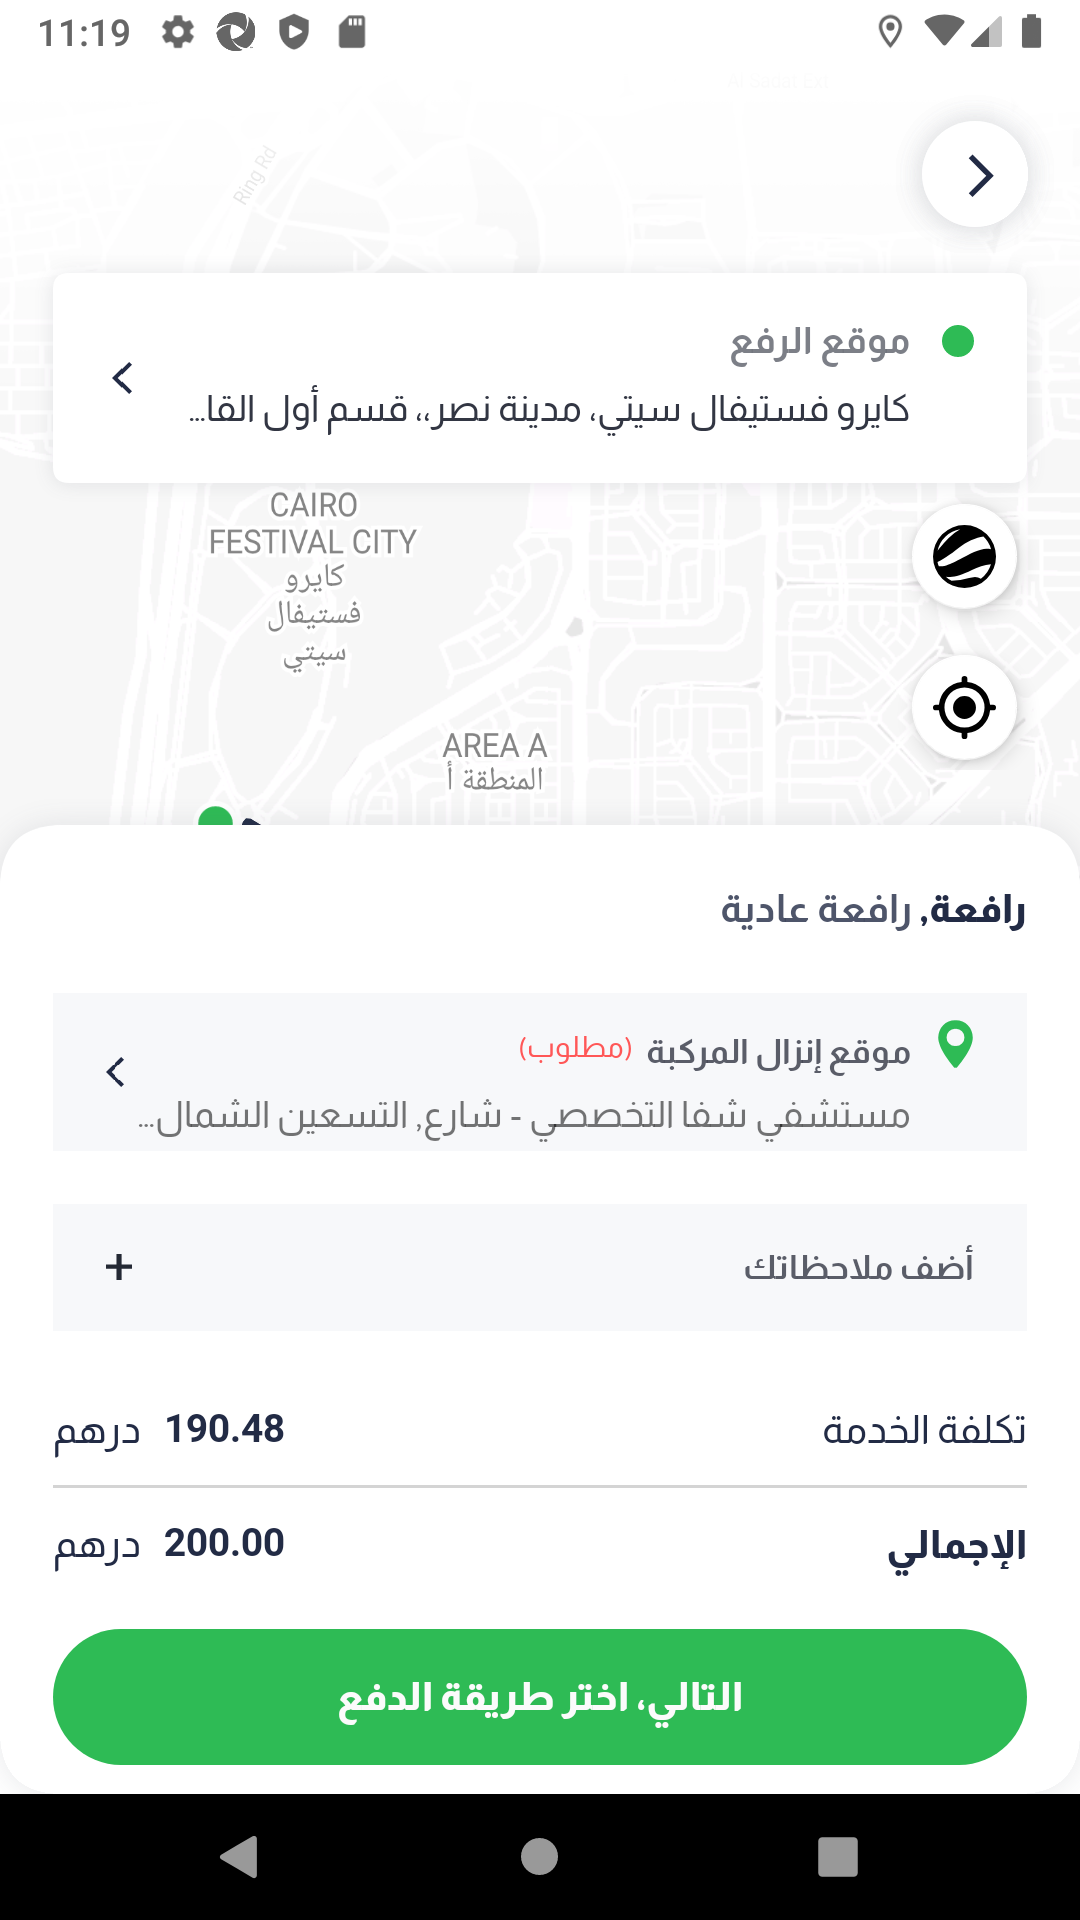 11:19
Al Sadat Ext
Ring Rd
موقع الرفع
كايرو فستيفال سيتي، مدينة نصر،، قسم أول القا...
CAIRO
FESTIVAL CITY
كايرو
فستيفال
سيتي
AREA A
المنطقة أ
رافعة, رافعة عادية
موقع إنزال المركبة (مطلوب)
مستشفي شفا التخصصي - شارع, التسعين الشمال...
أضف ملاحظاتك
تكلفة الخدمة 190.48 درهم
الإجمالي 200.00 درهم
التالي، اختر طريقة الدفع